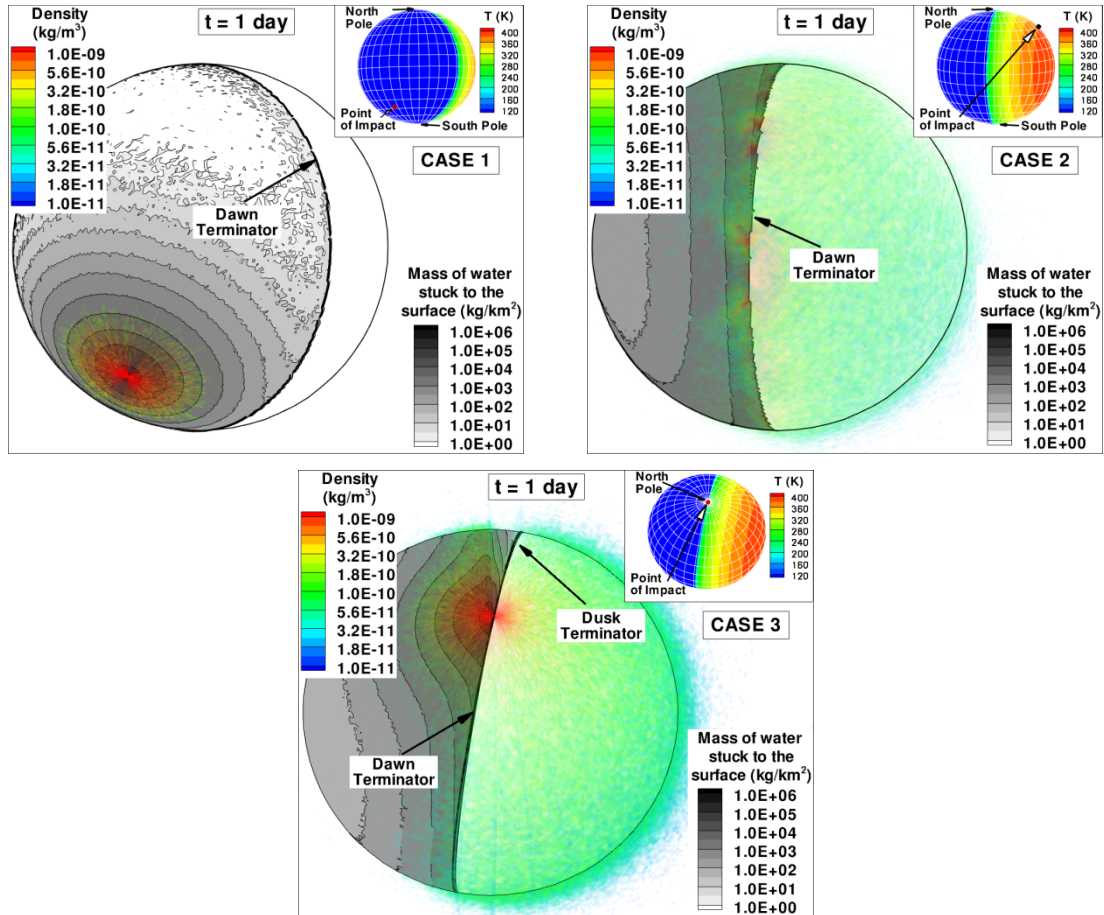 Density
(kg/m³)
1.0E-09
5.6E-10
3.2E-10
1.8E-10
1.0E-10
5.6E-11
3.2E-11
1.8E-11
1.0E-11
t = 1 day
North
Pole
T (K)
400
360
320
280
240
200
160
120
Point
of Impact
South Pole
CASE 1
Dawn
Terminator
Mass of water
stuck to the
surface (kg/km²)
1.0E+06
1.0E+05
1.0E+04
1.0E+03
1.0E+02
1.0E+01
1.0E+00
Density
(kg/m³)
1.0E-09
5.6E-10
3.2E-10
1.8E-10
1.0E-10
5.6E-11
3.2E-11
1.8E-11
1.0E-11
t = 1 day
North
Pole
T (K)
400
360
320
280
240
200
160
120
Point
of Impact
South Pole
CASE 2
Dawn
Terminator
Mass of water
stuck to the
surface (kg/km²)
1.0E+06
1.0E+05
1.0E+04
1.0E+03
1.0E+02
1.0E+01
1.0E+00
Density
(kg/m³)
1.0E-09
5.6E-10
3.2E-10
1.8E-10
1.0E-10
5.6E-11
3.2E-11
1.8E-11
1.0E-11
t = 1 day
North
Pole
T (K)
400
360
320
280
240
200
160
120
Point
of Impact
CASE 3
Dusk
Terminator
Dawn
Terminator
Mass of water
stuck to the
surface (kg/km²)
1.0E+06
1.0E+05
1.0E+04
1.0E+03
1.0E+02
1.0E+01
1.0E+00